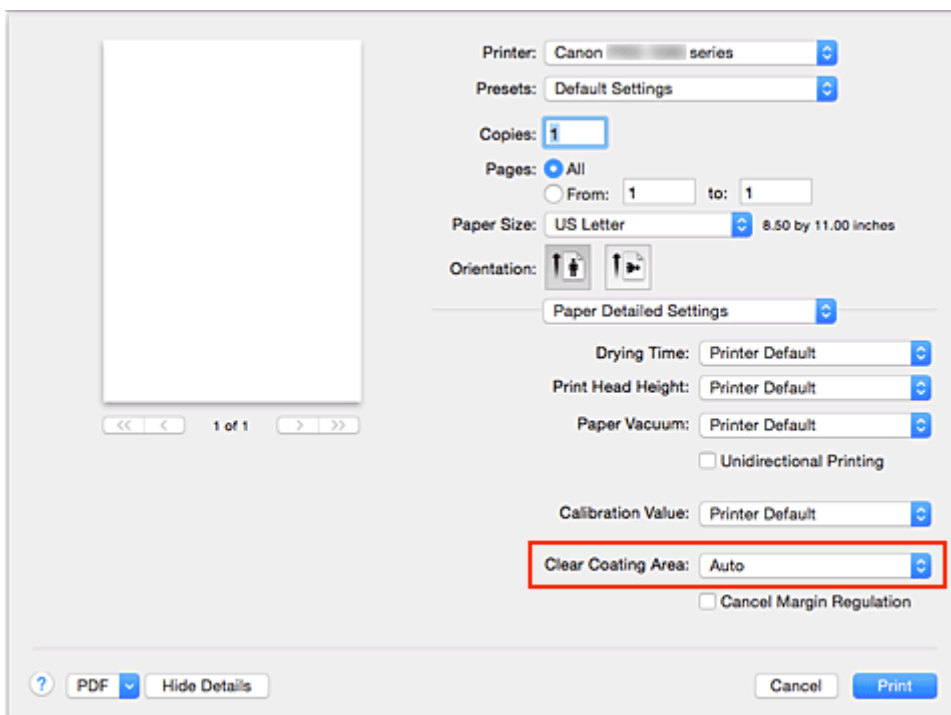 Printer: Canon series
Presets: Default Settings
Copies: 1
Pages: All
From: 1 to: 1
Paper Size: US Letter 8.50 by 11.00 inches
Orientation:
Paper Detailed Settings
Drying Time: Printer Default
Print Head Height: Printer Default
1 of 1
Paper Vacuum: Printer Default
Unidirectional Printing
Calibration Value: Printer Default
Clear Coating Area: Auto
Cancel Margin Regulation
? PDF Hide Details Cancel Print